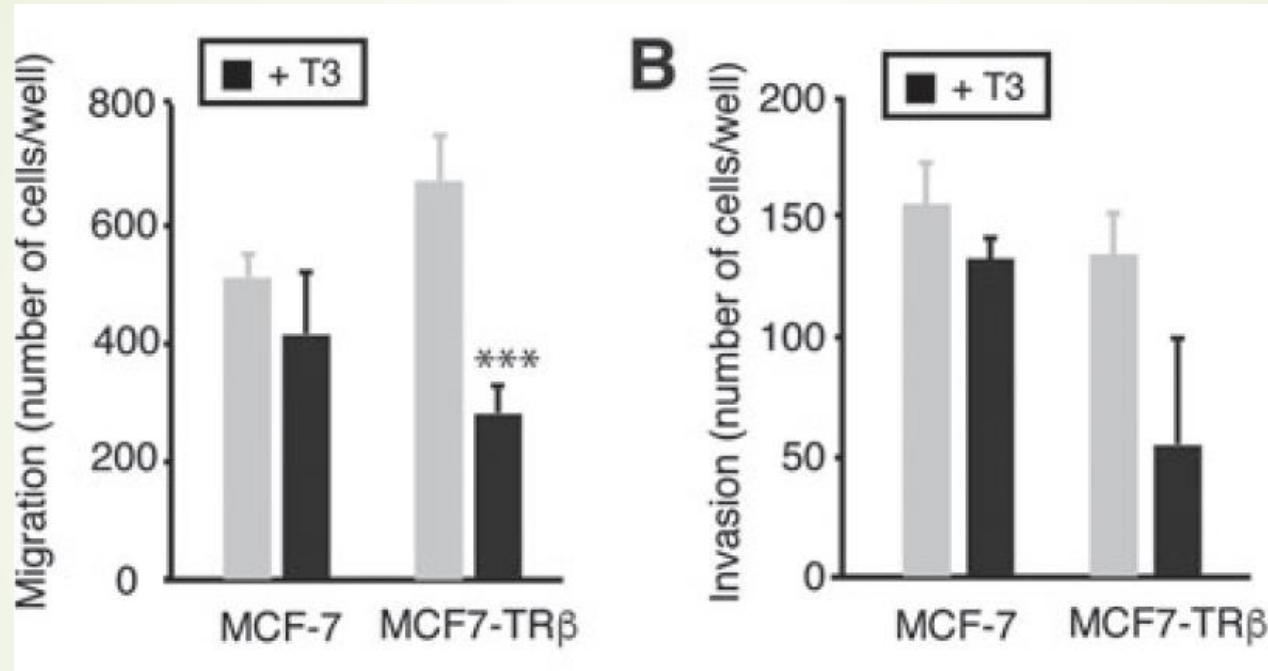 Migration (number of cells/well)
+ T3
800
600
400
200
0
***
MCF-7 MCF7-TRβ
B
Invasion (number of cells/well)
+ T3
200
150
100
50
0
MCF-7 MCF7-TRβ